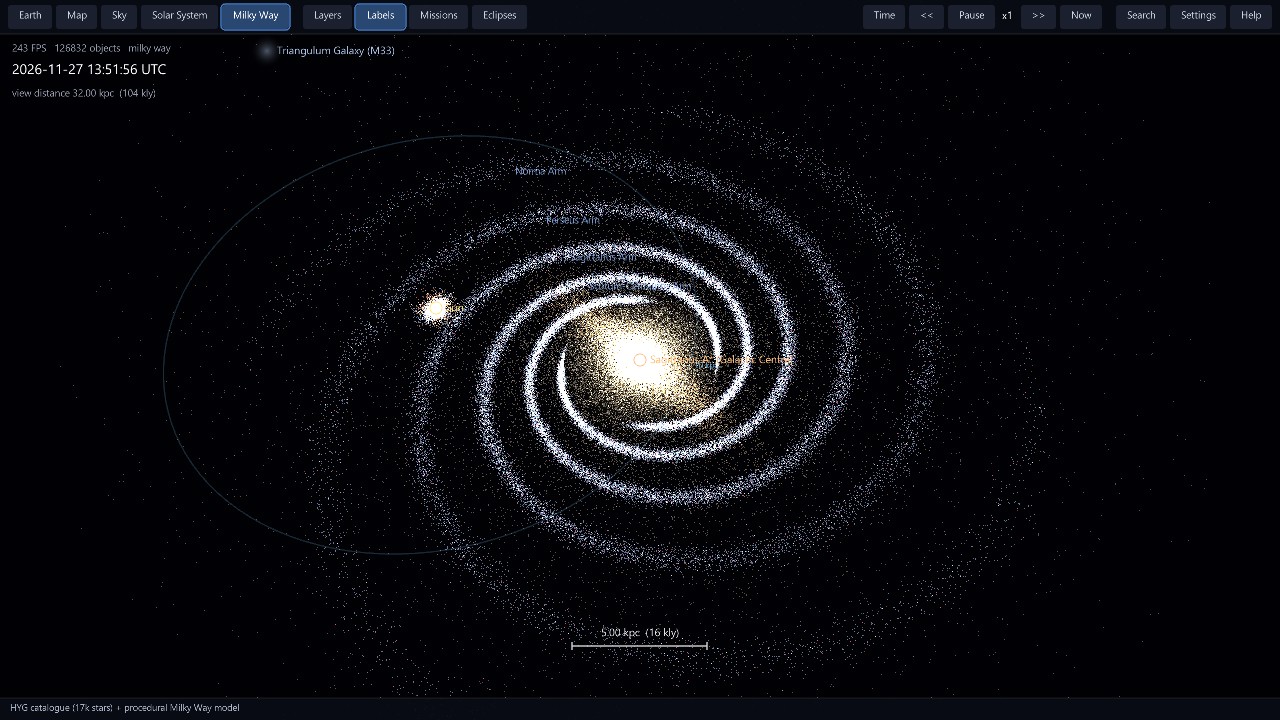 Earth Map Sky Solar System Milky Way Layers Labels Missions Eclipses Time << Pause x1 >> Now Search Settings Help
243 FPS 126832 objects milky way
Triangulum Galaxy (M33)
2026-11-27 13:51:56 UTC
view distance 32.00 kpc (104 kly)
Norma Arm
Perseus Arm
Galactic Centre
5.00 kpc (16 kly)
HYG catalogue (17k stars) + procedural Milky Way model